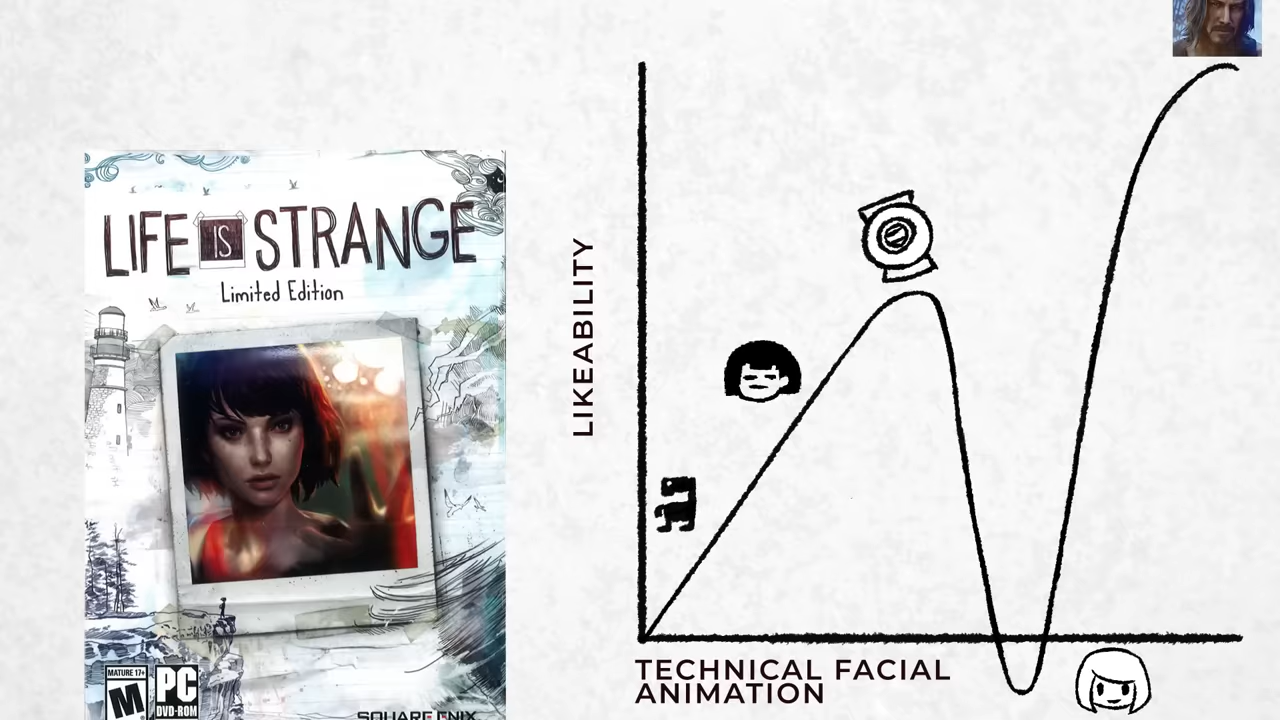 LIFE IS STRANGE
Limited Edition
MATURE 17+
M
PC
DVD-ROM
SQUARE ENIX
LIKEABILITY
TECHNICAL FACIAL
ANIMATION